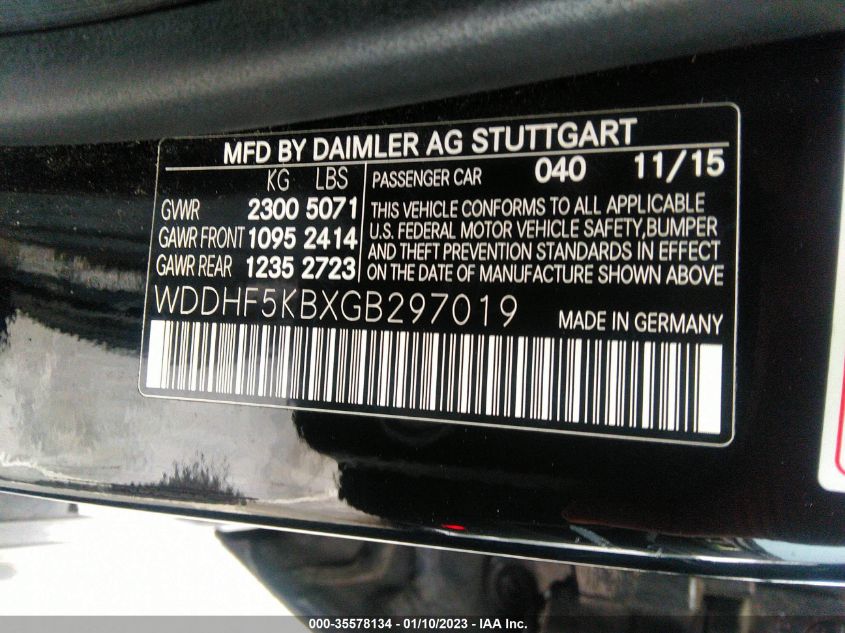 MFD BY DAIMLER AG STUTTGART
KG LBS
GVWR 2300 5071
GAWR FRONT 1095 2414
GAWR REAR 1235 2723
PASSENGER CAR 040 11/15
THIS VEHICLE CONFORMS TO ALL APPLICABLE
U.S. FEDERAL MOTOR VEHICLE SAFETY,BUMPER
AND THEFT PREVENTION STANDARDS IN EFFECT
ON THE DATE OF MANUFACTURE SHOWN ABOVE
WDDHF5KBXGB297019 MADE IN GERMANY
000-35578134 - 01/10/2023 - IAA Inc.